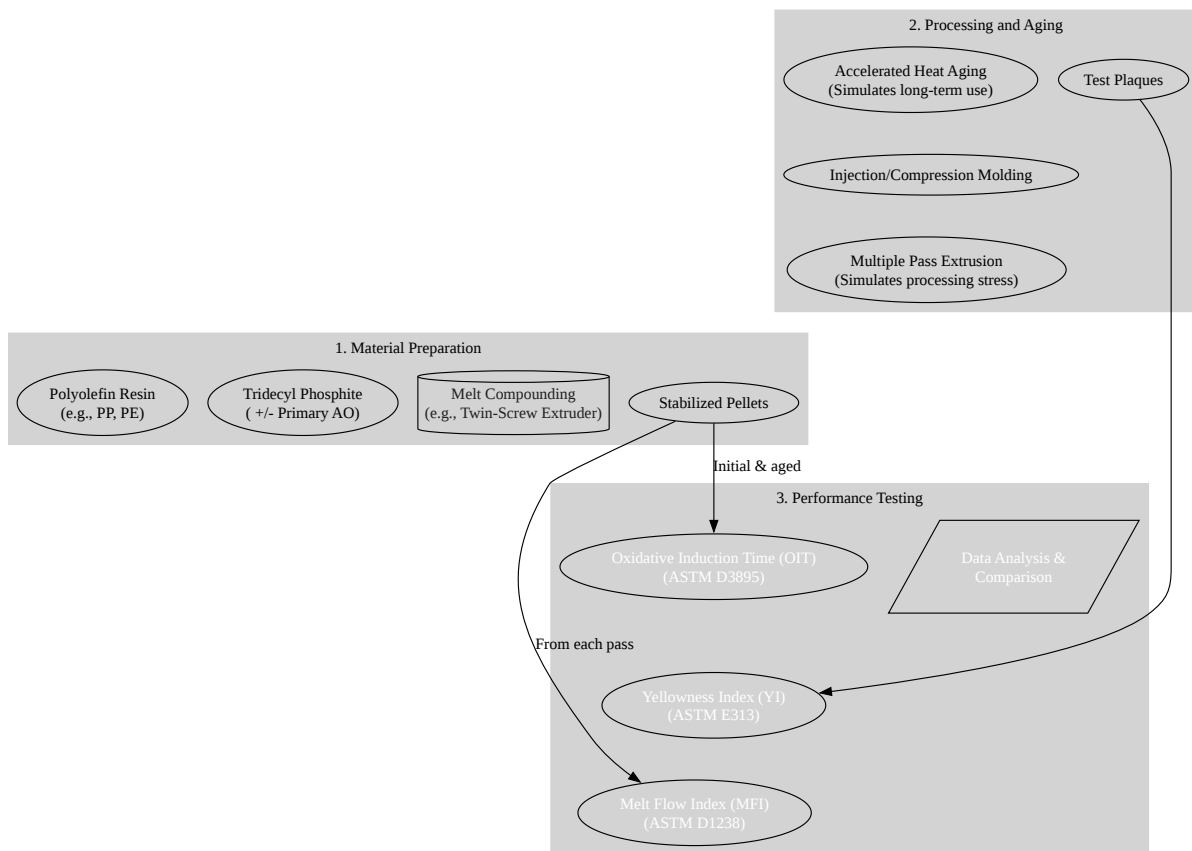 2. Processing and Aging
Accelerated Heat Aging
(Simulates long-term use)
Test Plaques
Injection/Compression Molding
Multiple Pass Extrusion
(Simulates processing stress)
1. Material Preparation
Polyolefin Resin
(e.g., PP, PE)
Tridecyl Phosphite
( +/- Primary AO)
Melt Compounding
(e.g., Twin-Screw Extruder)
Stabilized Pellets
Initial & aged
3. Performance Testing
Oxidative Induction Time (OIT)
(ASTM D3895)
Data Analysis &
Comparison
From each pass
Yellowness Index (YI)
(ASTM E313)
Melt Flow Index (MFI)
(ASTM D1238)